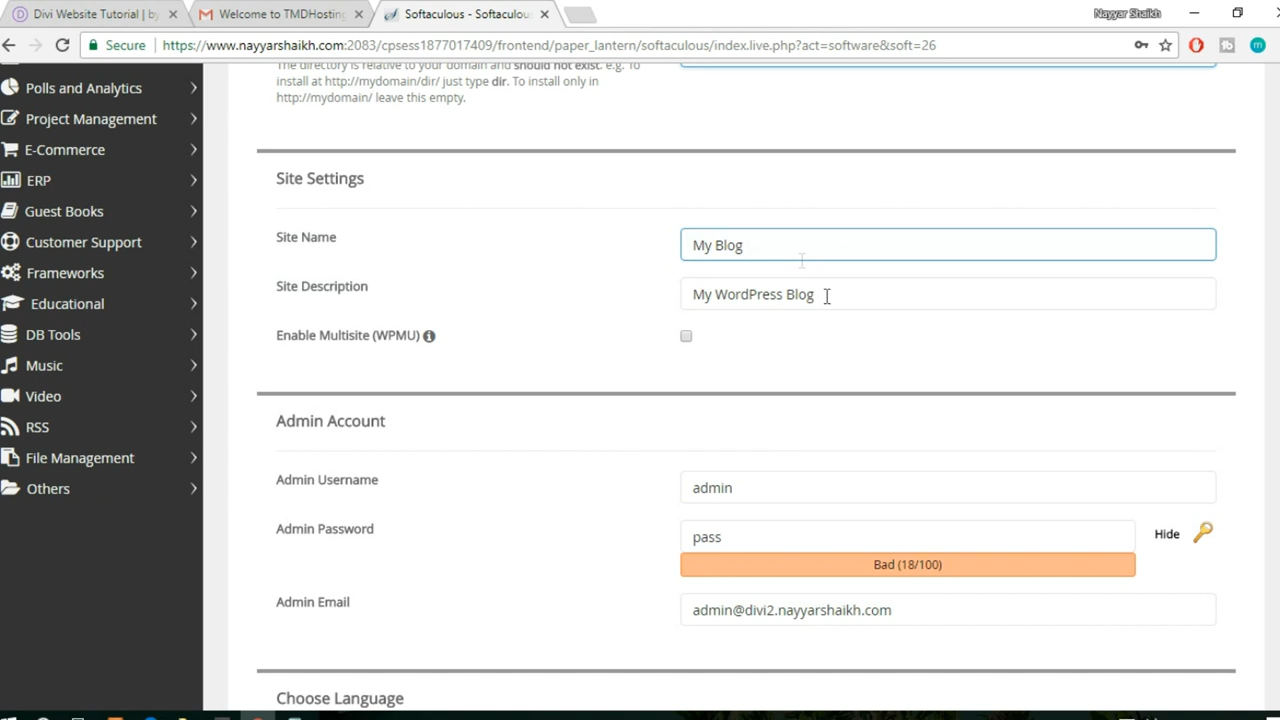 Divi Website Tutorial | by
Welcome to TMDHosting
Softaculous - Softaculous
Nayyar Shaikh
Secure
https://www.nayyarshaikh.com:2083/cpsess1877017409/frontend/paper_lantern/softaculous/index.live.php?act=software&soft=26
Polls and Analytics
Project Management
E-Commerce
ERP
Guest Books
Customer Support
Frameworks
Educational
DB Tools
Music
Video
RSS
File Management
Others
The directory is relative to your domain and should not exist. e.g. To
install at http://mydomain/dir/ just type dir. To install only in
http://mydomain/ leave this empty.
Site Settings
Site Name
My Blog
Site Description
My WordPress Blog
Enable Multisite (WPMU)
Admin Account
Admin Username
admin
Admin Password
pass
Hide
Bad (18/100)
Admin Email
admin@divi2.nayyarshaikh.com
Choose Language